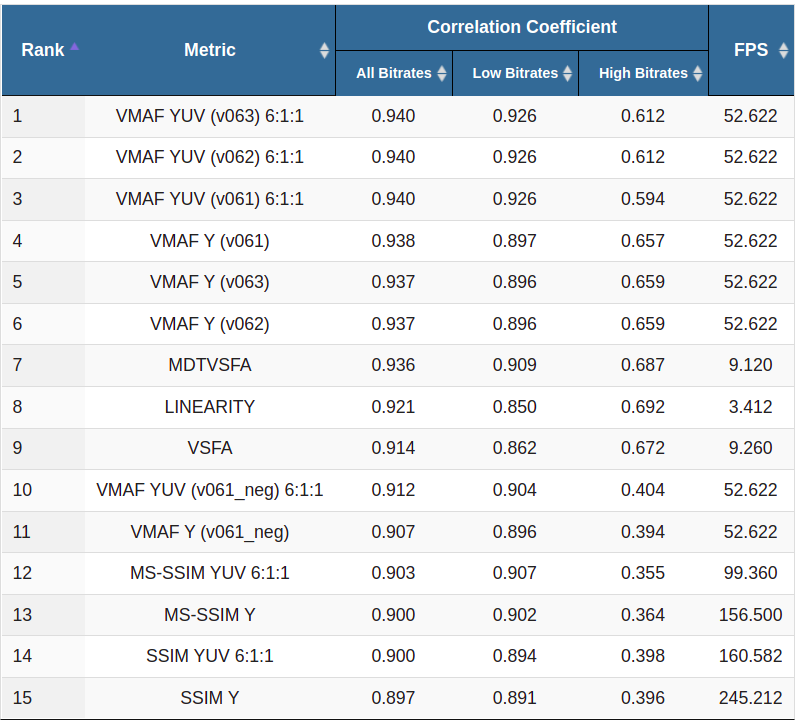 Rank Metric Correlation Coefficient FPS
All Bitrates Low Bitrates High Bitrates
1 VMAF YUV (v063) 6:1:1 0.940 0.926 0.612 52.622
2 VMAF YUV (v062) 6:1:1 0.940 0.926 0.612 52.622
3 VMAF YUV (v061) 6:1:1 0.940 0.926 0.594 52.622
4 VMAF Y (v061) 0.938 0.897 0.657 52.622
5 VMAF Y (v063) 0.937 0.896 0.659 52.622
6 VMAF Y (v062) 0.937 0.896 0.659 52.622
7 MDTVSFA 0.936 0.909 0.687 9.120
8 LINEARITY 0.921 0.850 0.692 3.412
9 VSFA 0.914 0.862 0.672 9.260
10 VMAF YUV (v061_neg) 6:1:1 0.912 0.904 0.404 52.622
11 VMAF Y (v061_neg) 0.907 0.896 0.394 52.622
12 MS-SSIM YUV 6:1:1 0.903 0.907 0.355 99.360
13 MS-SSIM Y 0.900 0.902 0.364 156.500
14 SSIM YUV 6:1:1 0.900 0.894 0.398 160.582
15 SSIM Y 0.897 0.891 0.396 245.212